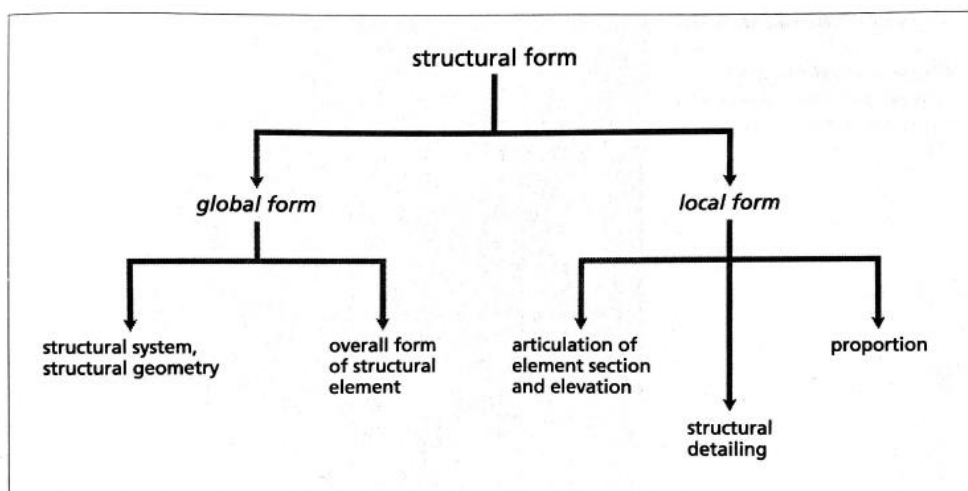 structural form
global form
local form
structural system,
structural geometry
overall form
of structural
element
articulation of
element section
and elevation
proportion
structural
detailing